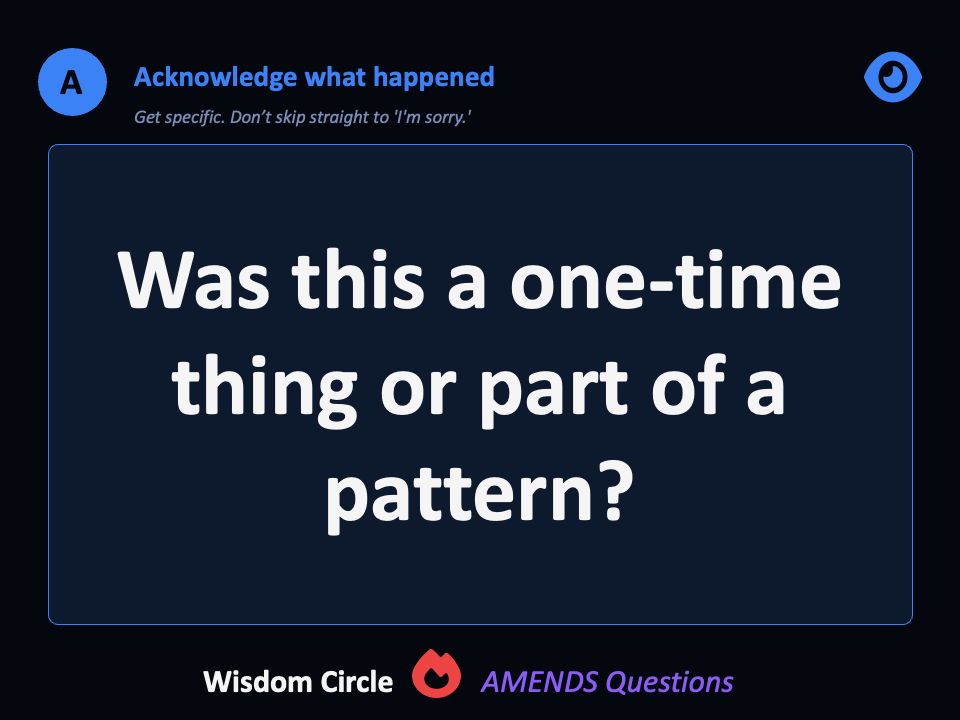 A
Acknowledge what happened
Get specific. Don’t skip straight to 'I'm sorry.'
Was this a one-time
thing or part of a
pattern?
Wisdom Circle AMENDS Questions